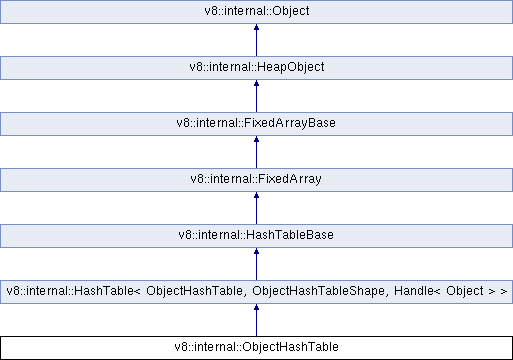 v8::internal::Object
v8::internal::HeapObject
v8::internal::FixedArrayBase
v8::internal::FixedArray
v8::internal::HashTableBase
v8::internal::HashTable< ObjectHashTable, ObjectHashTableShape, Handle< Object > >
v8::internal::ObjectHashTable